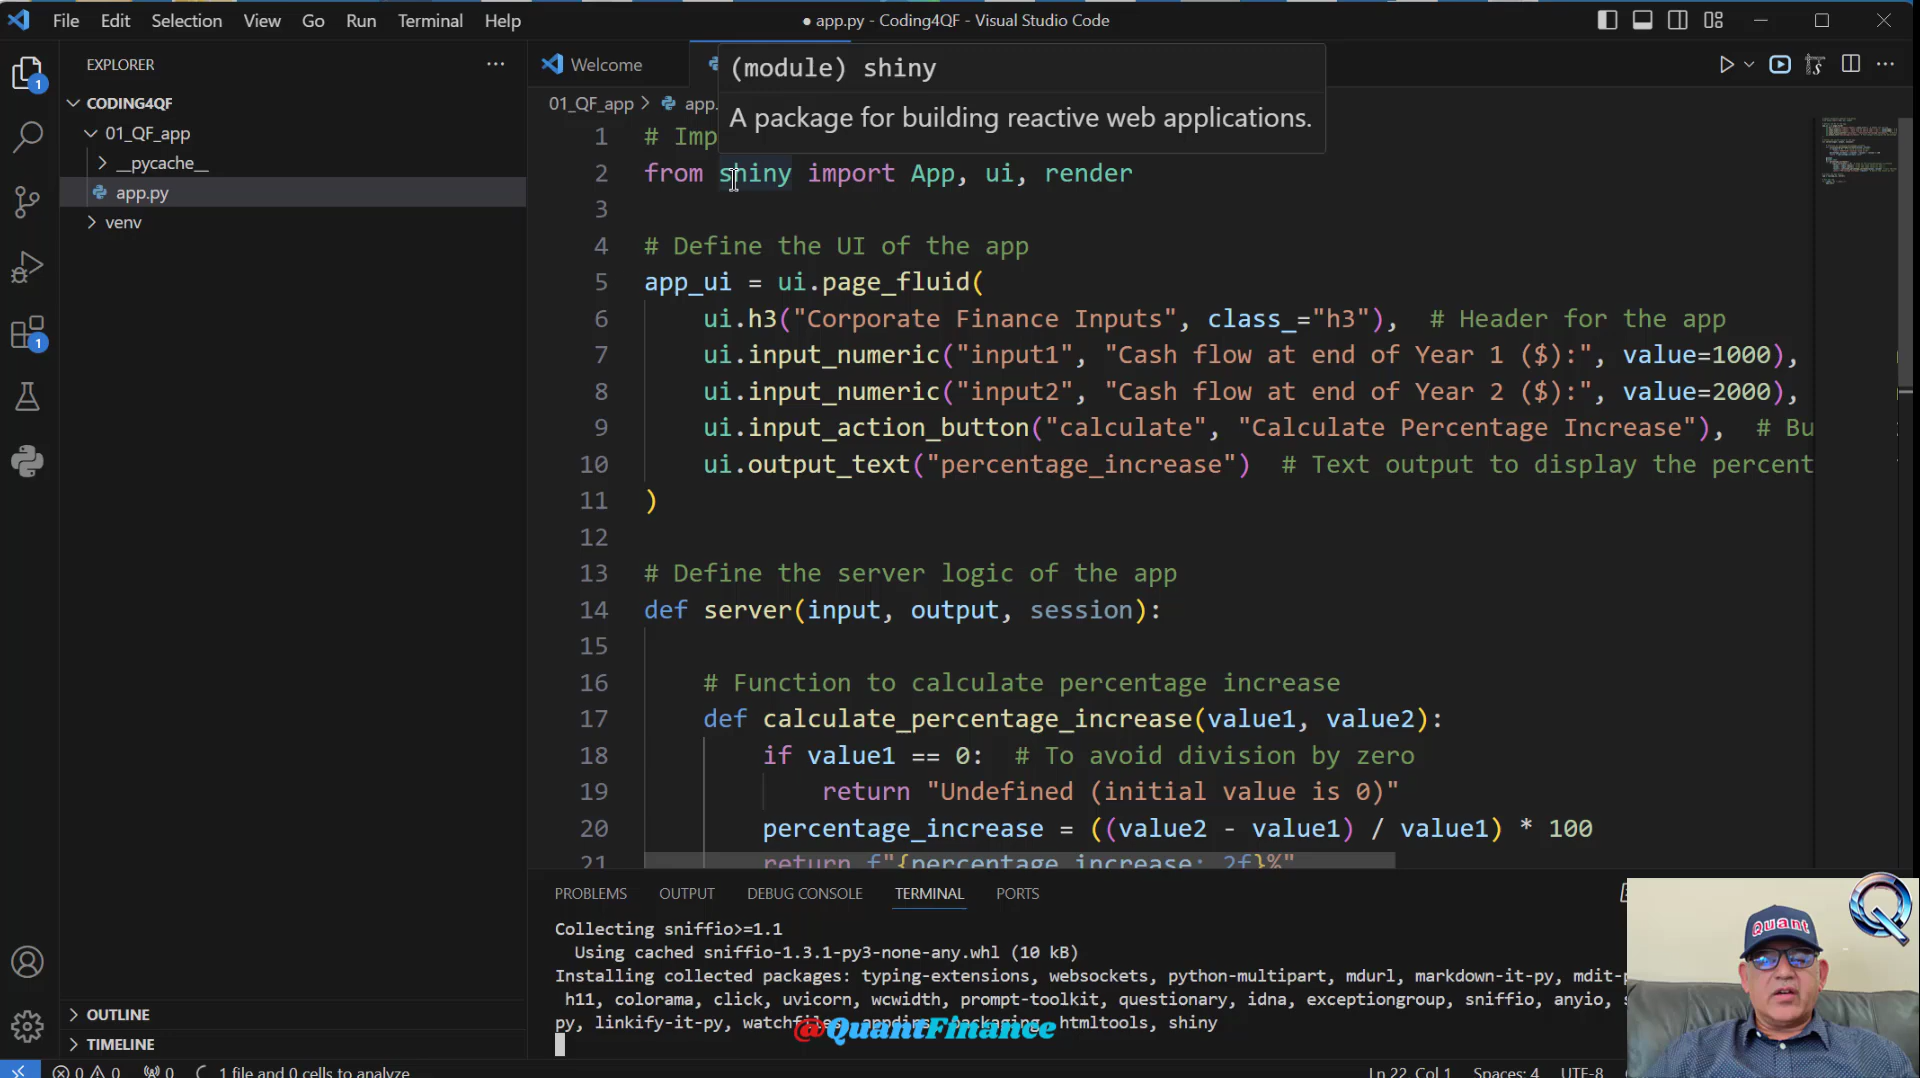 File Edit Selection View Go Run Terminal Help
● app.py - Coding4QF - Visual Studio Code
EXPLORER
CODING4QF
01_QF_app
__pycache__
app.py
venv
OUTLINE
TIMELINE
1
1
Welcome
(module) shiny
A package for building reactive web applications.
01_QF_app > app.
1 # Imp
2 from shiny import App, ui, render
3
4 # Define the UI of the app
5 app_ui = ui.page_fluid(
6 ui.h3("Corporate Finance Inputs", class_="h3"), # Header for the app
7 ui.input_numeric("input1", "Cash flow at end of Year 1 ($):", value=1000),
8 ui.input_numeric("input2", "Cash flow at end of Year 2 ($):", value=2000),
9 ui.input_action_button("calculate", "Calculate Percentage Increase"), # Bu
10 ui.output_text("percentage_increase") # Text output to display the percent
11 )
12
13 # Define the server logic of the app
14 def server(input, output, session):
15
16 # Function to calculate percentage increase
17 def calculate_percentage_increase(value1, value2):
18 if value1 == 0: # To avoid division by zero
19 return "Undefined (initial value is 0)"
20 percentage_increase = ((value2 - value1) / value1) * 100
21 return f"{percentage_increase:.2f}%"
PROBLEMS OUTPUT DEBUG CONSOLE TERMINAL PORTS
Collecting sniffio>=1.1
Using cached sniffio-1.3.1-py3-none-any.whl (10 kB)
Installing collected packages: typing-extensions, websockets, python-multipart, mdurl, markdown-it-py, mdit-p
h11, colorama, click, uvicorn, wcwidth, prompt-toolkit, questionary, idna, exceptiongroup, sniffio, anyio, s
py, linkify-it-py, watchfiles, appdirs, packaging, htmltools, shiny
@QuantFinance
Quant
Q
0 0 0 1 file and 0 cells to analyze
Ln 22, Col 1 Spaces: 4 UTF-8